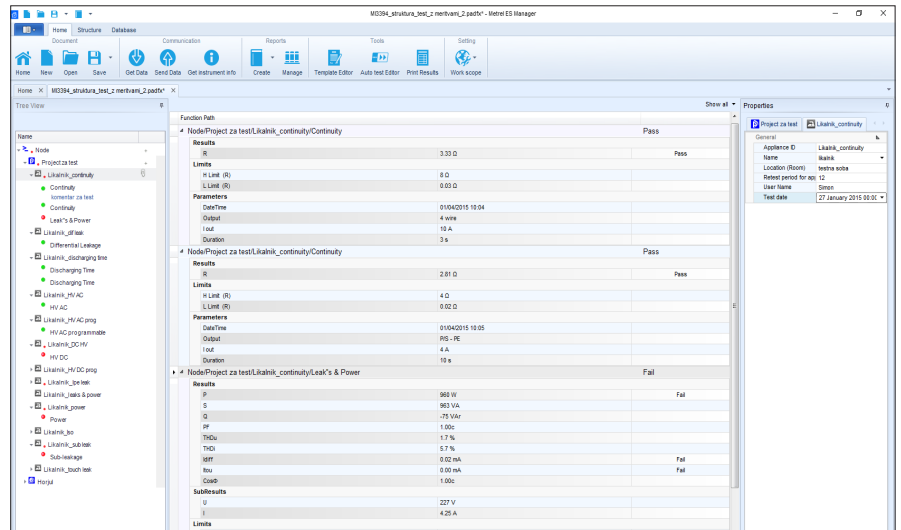 MI3394_struktura_test_z meritvami_2.padfx* - Metrel ES Manager
Home Structure Database
Document Communication Reports Tools Setting
Home New Open Save Get Data Send Data Get instrument info Create Manage Template Editor Auto test Editor Print Results Work scope
Home MI3394_struktura_test_z meritvami_2.padfx*
Tree View
Name
Node
Project za test
Likalnik_continuity
Continuity
komentar za test
Continuity
Leak"s & Power
Likalnik_dif leak
Differential Leakage
Likalnik_discharging time
Discharging Time
Discharging Time
Likalnik_HV AC
HV AC
Likalnik_HV AC prog
HV AC programmable
Likalnik_DC HV
HV DC
Likalnik_HV DC prog
Likalnik_Ipe leak
Likalnik_leaks & power
Likalnik_power
Power
Likalnik_Iso
Likalnik_sub leak
Sub-leakage
Likalnik_touch leak
Horjul
Show all
Function Path
Node/Project za test/Likalnik_continuity/Continuity Pass
Results
R 3.33 Ω Pass
Limits
H Limit (R) 8 Ω
L Limit (R) 0.03 Ω
Parameters
DateTime 01/04/2015 10:04
Output 4 wire
I out 10 A
Duration 3 s
Node/Project za test/Likalnik_continuity/Continuity Pass
Results
R 2.81 Ω Pass
Limits
H Limit (R) 4 Ω
L Limit (R) 0.02 Ω
Parameters
DateTime 01/04/2015 10:05
Output P/S - PE
I out 4 A
Duration 10 s
Node/Project za test/Likalnik_continuity/Leak"s & Power Fail
Results
P 960 W Fail
S 963 VA
Q -75 VAr
Pf 1.00c
THDu 1.7 %
THDi 5.7 %
Idiff 0.02 mA Fail
Itou 0.00 mA Fail
CosΦ 1.00c
SubResults
U 227 V
I 4.25 A
Limits
Properties
Project za test Likalnik_continuity
General
Appliance ID Likalnik_continuity
Name likalnik
Location (Room) testna soba
Retest period for app 12
User Name Simon
Test date 27 January 2015 00:0